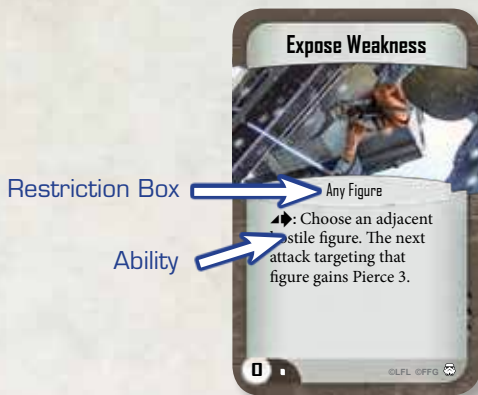 Expose Weakness
Restriction Box
Any Figure
: Choose an adjacent
hostile figure. The next
Ability
attack targeting that
figure gains Pierce 3.
0
©LFL ©FFG